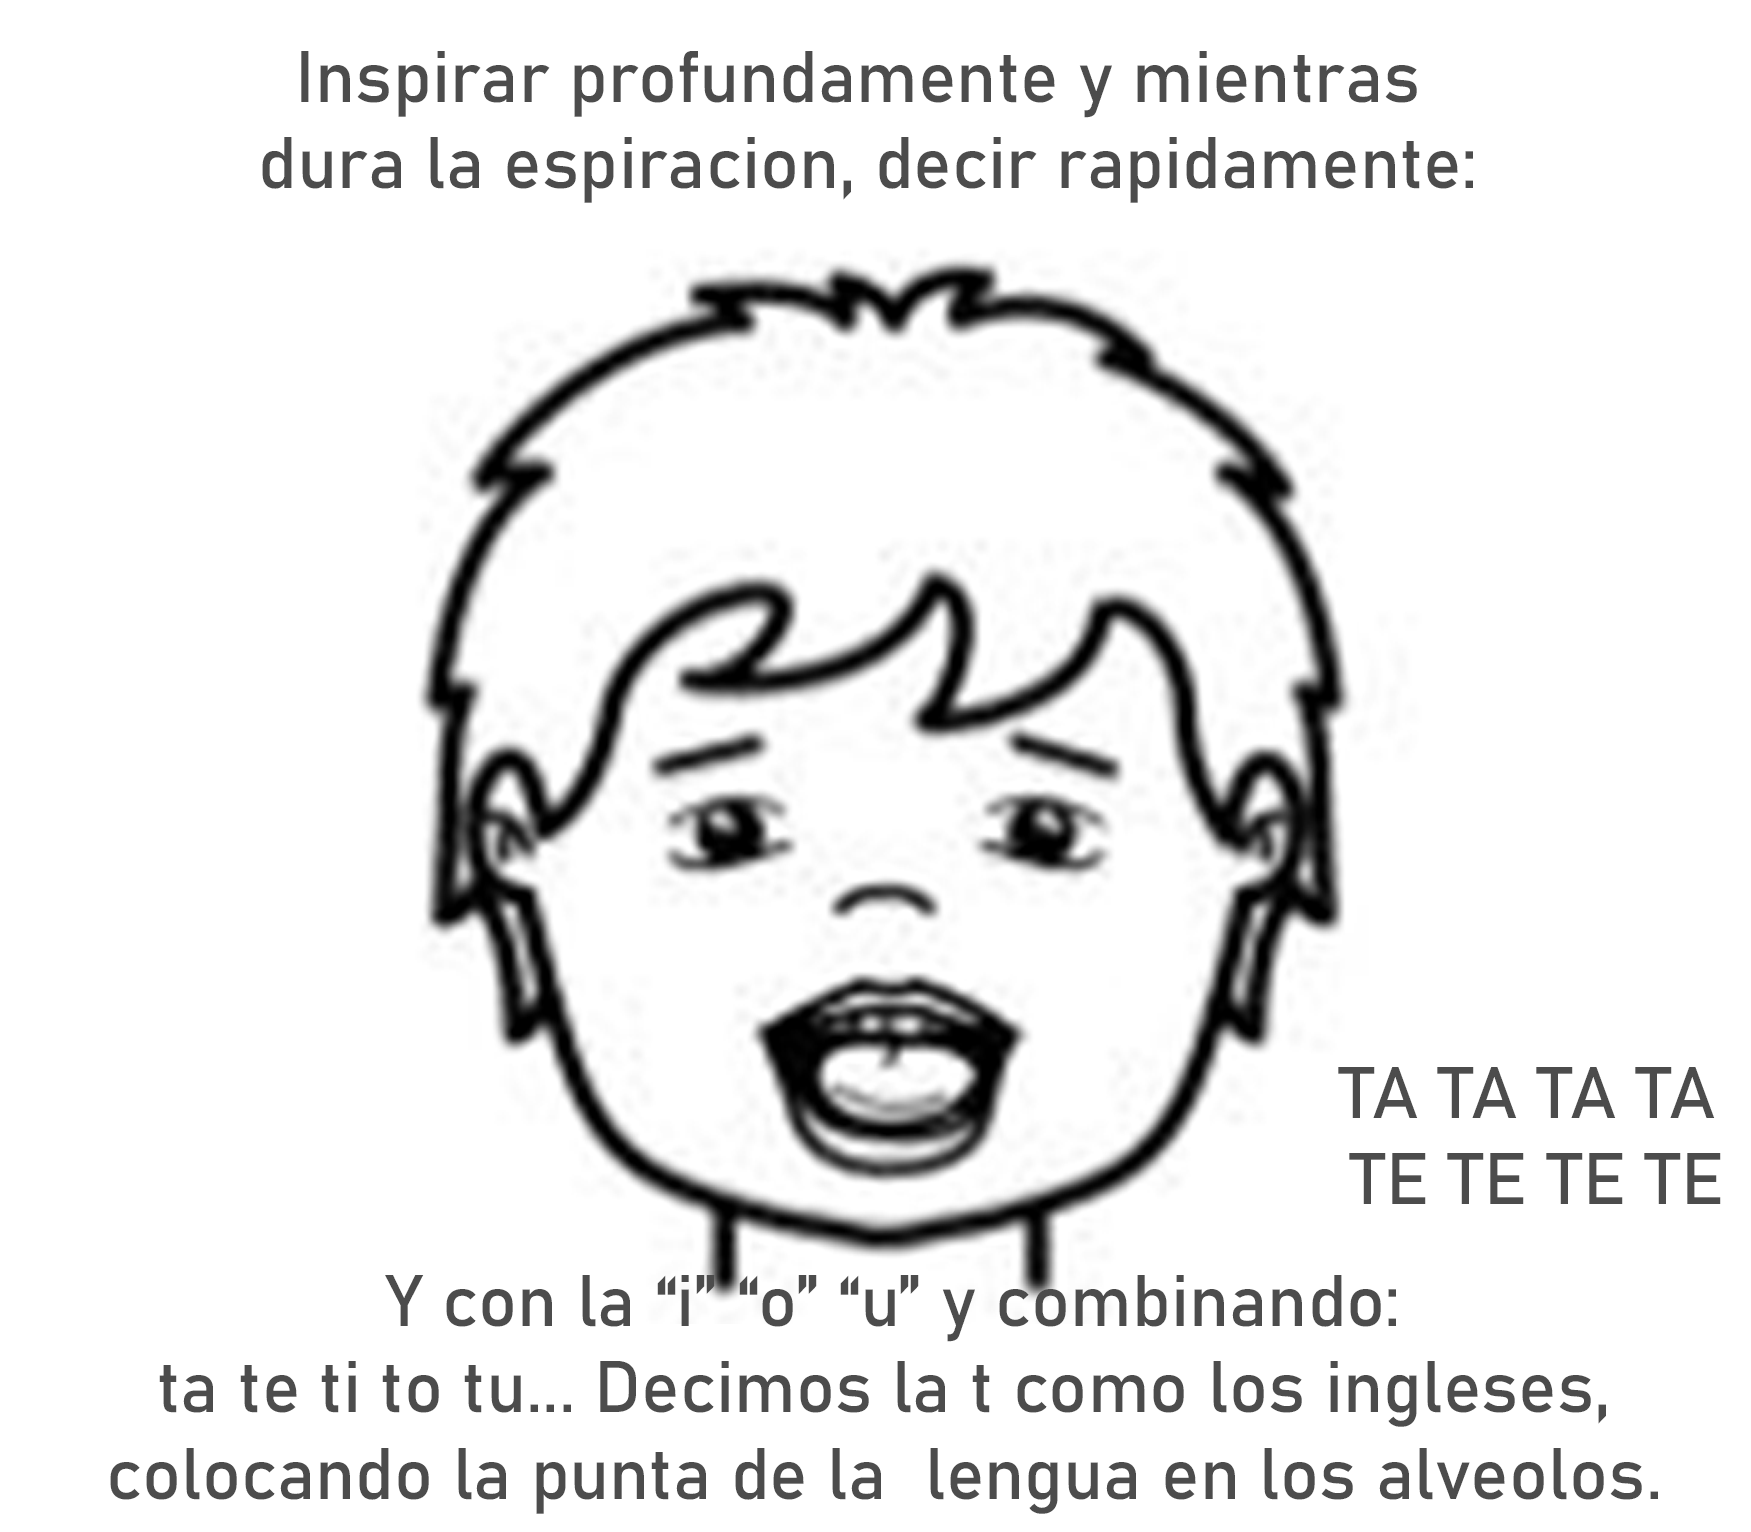 Inspirar profundamente y mientras
dura la espiracion, decir rapidamente:
TA TA TA TA
TE TE TE TE
Y con la “i” “o” “u” y combinando:
ta te ti to tu... Decimos la t como los ingleses,
colocando la punta de la lengua en los alveolos.